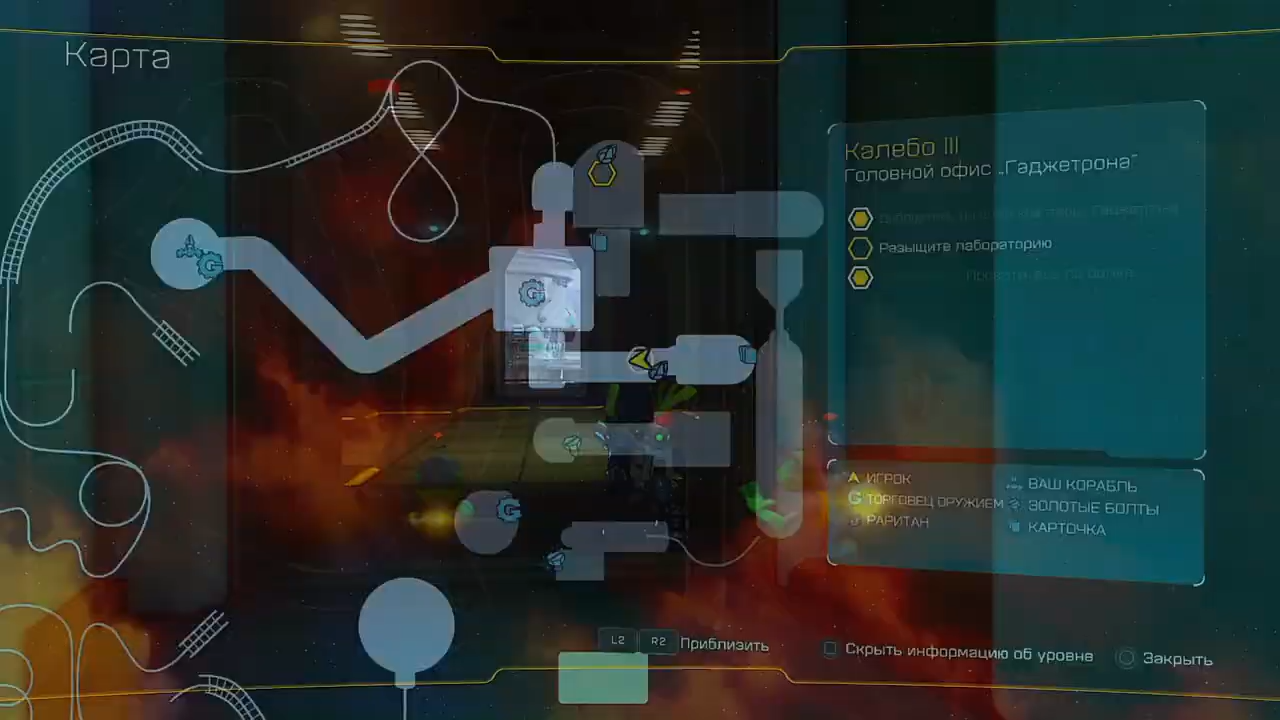 Карта
Калебо III
Головной офис „Гаджетрона“
Разыщите лабораторию
ИГРОК
ТОРГОВЕЦ ОРУЖИЕМ
РАРИТАН
ВАШ КОРАБЛЬ
ЗОЛОТЫЕ БОЛТЫ
КАРТОЧКА
L2 R2 Приблизить
Скрыть информацию об уровне
Закрыть